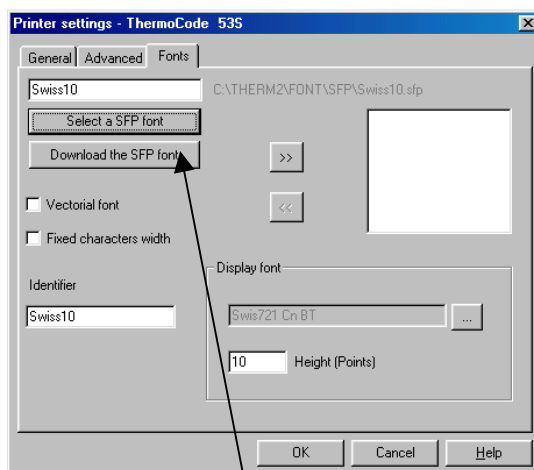 Printer settings - ThermoCode 53S
General Advanced Fonts
Swiss10 C:\THERM2\FONT\SFP\Swiss10.sfp
Select a SFP font
Download the SFP font
>>
Vectorial font
<<
Fixed characters width
Display font
Identifier
Swiss10
Swis721 Cn BT ...
10 Height (Points)
OK Cancel Help